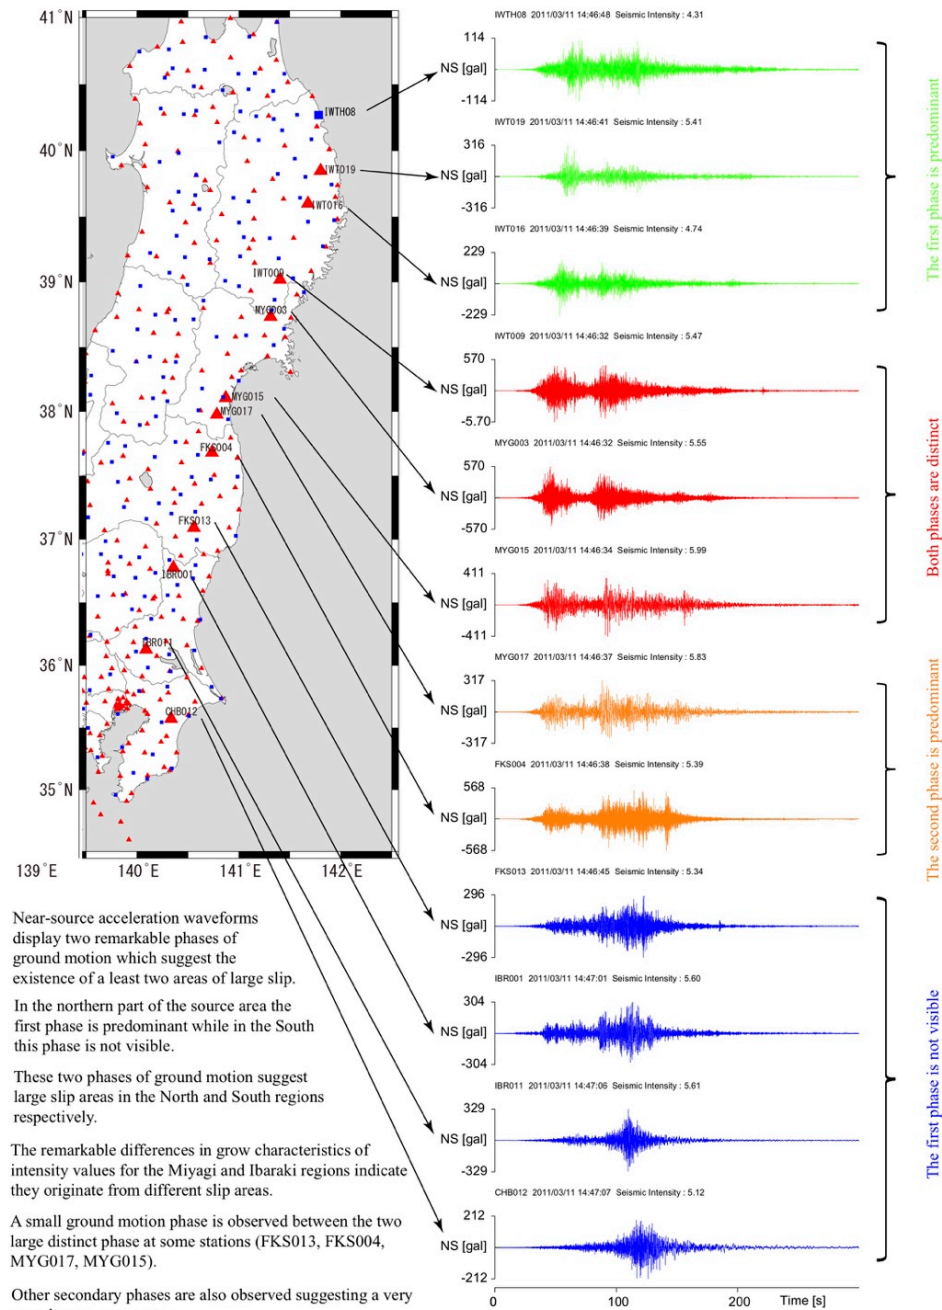 41°N
40°N
39°N
38°N
37°N
36°N
35°N
139°E
140°E
141°E
142°E
IWTH08
IWT019
IWT016
IWT009
MYG003
MYG015
MYG017
FKS004
FKS013
IBR001
IBR011
CHB012
IWTH08 2011/03/11 14:46:48 Seismic Intensity : 4.31
114
NS [gal]
-114
IWT019 2011/03/11 14:46:41 Seismic Intensity : 5.41
316
NS [gal]
-316
IWT016 2011/03/11 14:46:39 Seismic Intensity : 4.74
229
NS [gal]
-229
The first phase is predominant
IWT009 2011/03/11 14:46:32 Seismic Intensity : 5.47
570
NS [gal]
-5.70
MYG003 2011/03/11 14:46:32 Seismic Intensity : 5.55
570
NS [gal]
-570
MYG015 2011/03/11 14:46:34 Seismic Intensity : 5.99
411
NS [gal]
-411
Both phases are distinct
MYG017 2011/03/11 14:46:37 Seismic Intensity : 5.83
317
NS [gal]
-317
FKS004 2011/03/11 14:46:38 Seismic Intensity : 5.39
568
NS [gal]
-568
The second phase is predominant
FKS013 2011/03/11 14:46:45 Seismic Intensity : 5.34
296
NS [gal]
-296
IBR001 2011/03/11 14:47:01 Seismic Intensity : 5.60
304
NS [gal]
-304
IBR011 2011/03/11 14:47:06 Seismic Intensity : 5.61
329
NS [gal]
-329
CHB012 2011/03/11 14:47:07 Seismic Intensity : 5.12
212
NS [gal]
-212
The first phase is not visible
0
100
200
Time [s]
Near-source acceleration waveforms
display two remarkable phases of
ground motion which suggest the
existence of a least two areas of large slip.
In the northern part of the source area the
first phase is predominant while in the South
this phase is not visible.
These two phases of ground motion suggest
large slip areas in the North and South regions
respectively.
The remarkable differences in grow characteristics of
intensity values for the Miyagi and Ibaraki regions indicate
they originate from different slip areas.
A small ground motion phase is observed between the two
large distinct phase at some stations (FKS013, FKS004,
MYG017, MYG015).
Other secondary phases are also observed suggesting a very